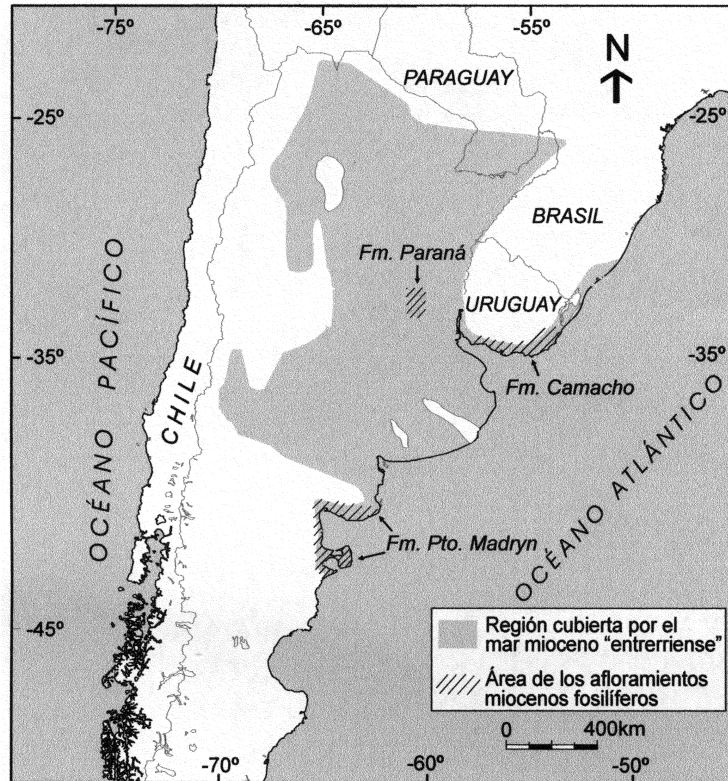 -75º
-65º
-55º
N
PARAGUAY
-25º
-25º
BRASIL
Fm. Paraná
URUGUAY
OCÉANO PACÍFICO
-35º
-35º
CHILE
Fm. Camacho
OCÉANO ATLÁNTICO
Fm. Pto. Madryn
-45º
Región cubierta por el
mar mioceno “entrerriense”
Área de los afloramientos
miocenos fosilíferos
0 400km
-70º
-60º
-50º